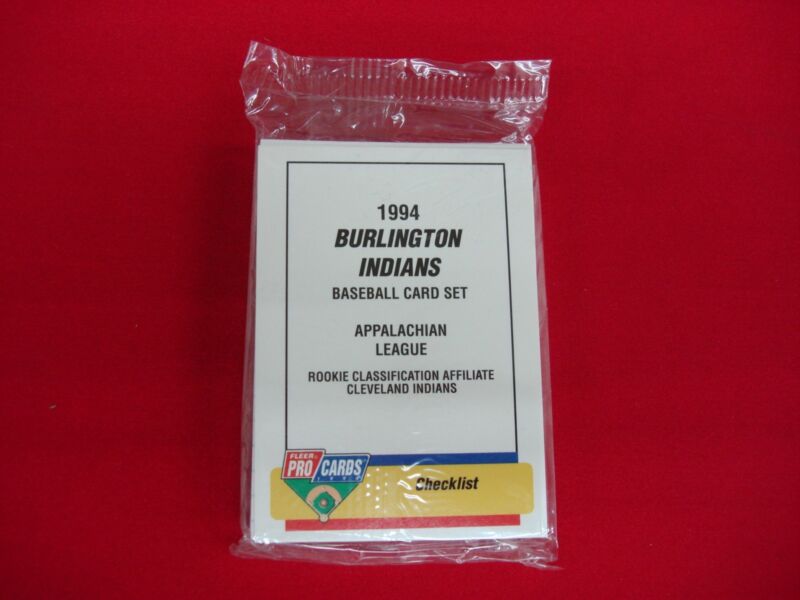 1994
BURLINGTON
INDIANS
BASEBALL CARD SET
APPALACHIAN
LEAGUE
ROOKIE CLASSIFICATION AFFILIATE
CLEVELAND INDIANS
FLEER
PRO CARDS
Checklist